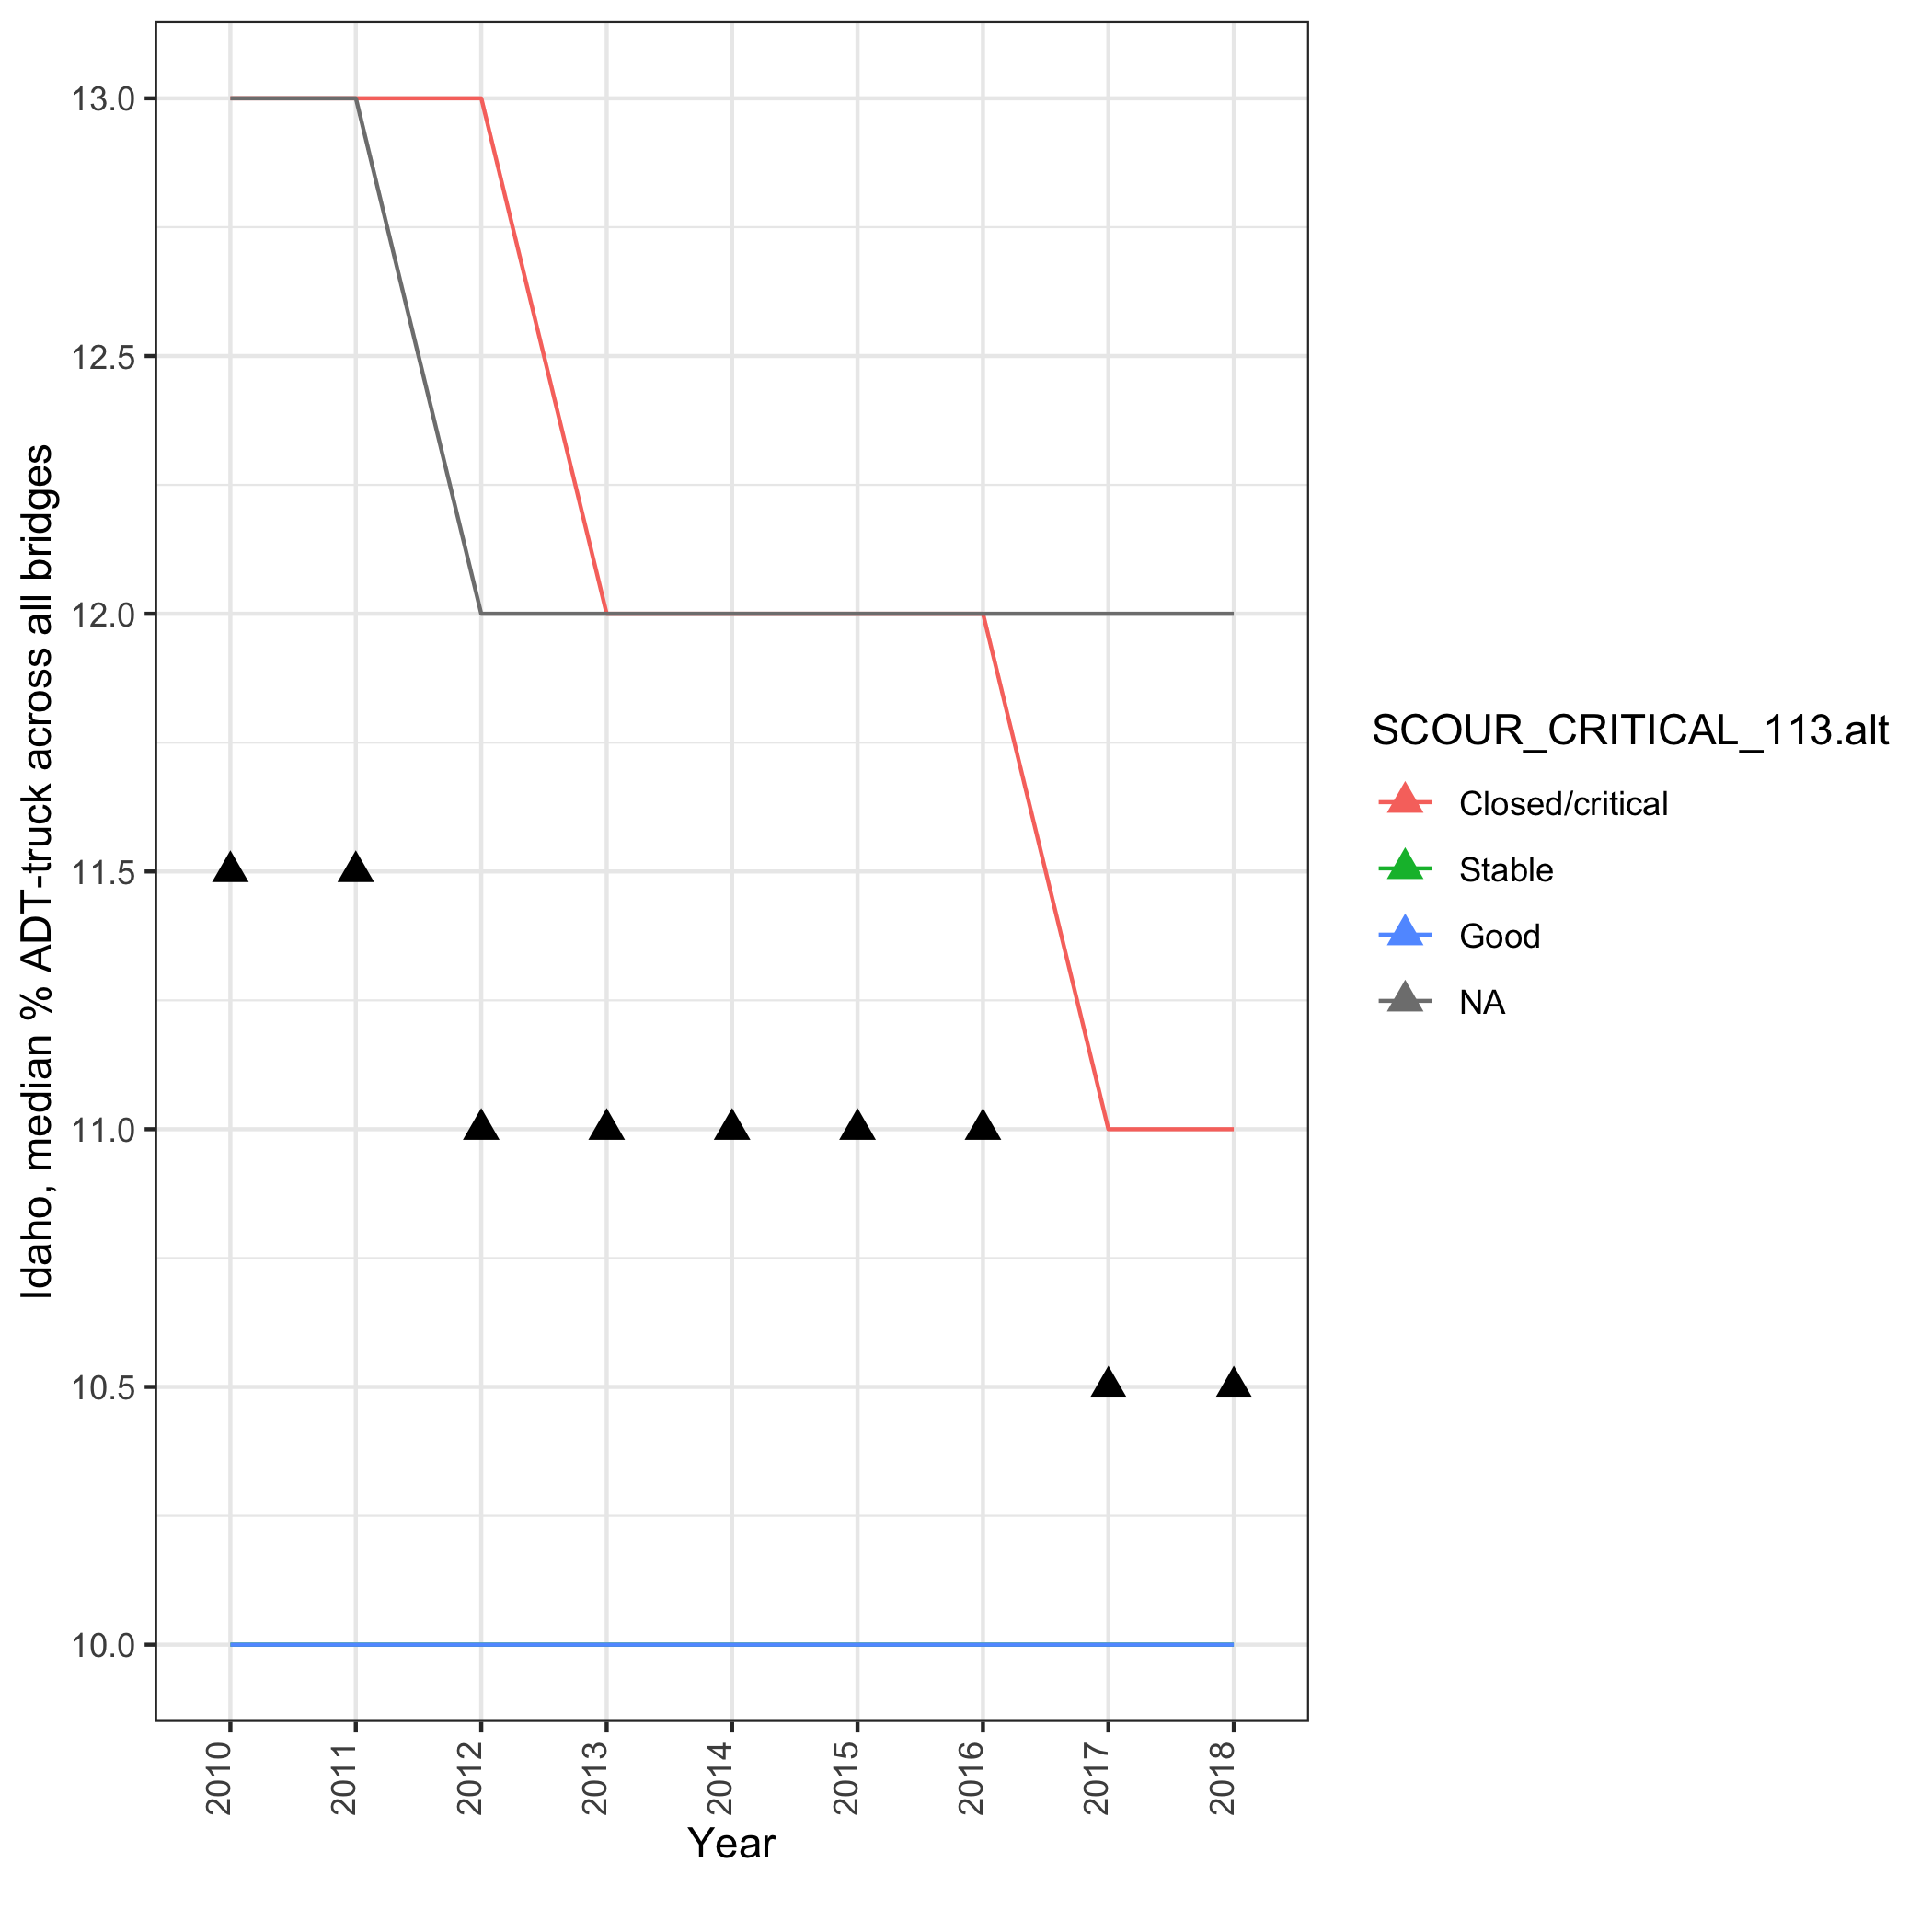 Idaho, median % ADT-truck across all bridges
13.0
12.5
12.0
11.5
11.0
10.5
10.0
2010
2011
2012
2013
2014
2015
2016
2017
2018
Year
SCOUR_CRITICAL_113.alt
Closed/critical
Stable
Good
NA